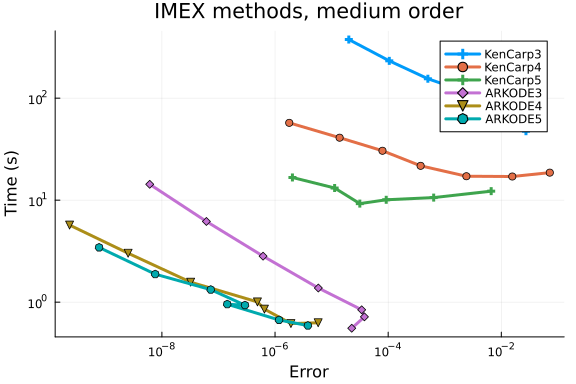 IMEX methods, medium order
KenCarp3
KenCarp4
KenCarp5
ARKODE3
ARKODE4
ARKODE5
Time (s)
10²
10¹
10⁰
10⁻⁸ 10⁻⁶ 10⁻⁴ 10⁻²
Error